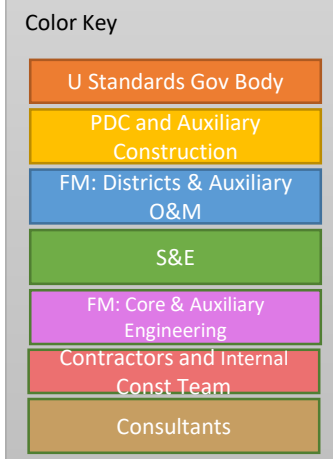 Color Key
U Standards Gov Body
PDC and Auxiliary
Construction
FM: Districts & Auxiliary
O&M
S&E
FM: Core & Auxiliary
Engineering
Contractors and Internal
Const Team
Consultants